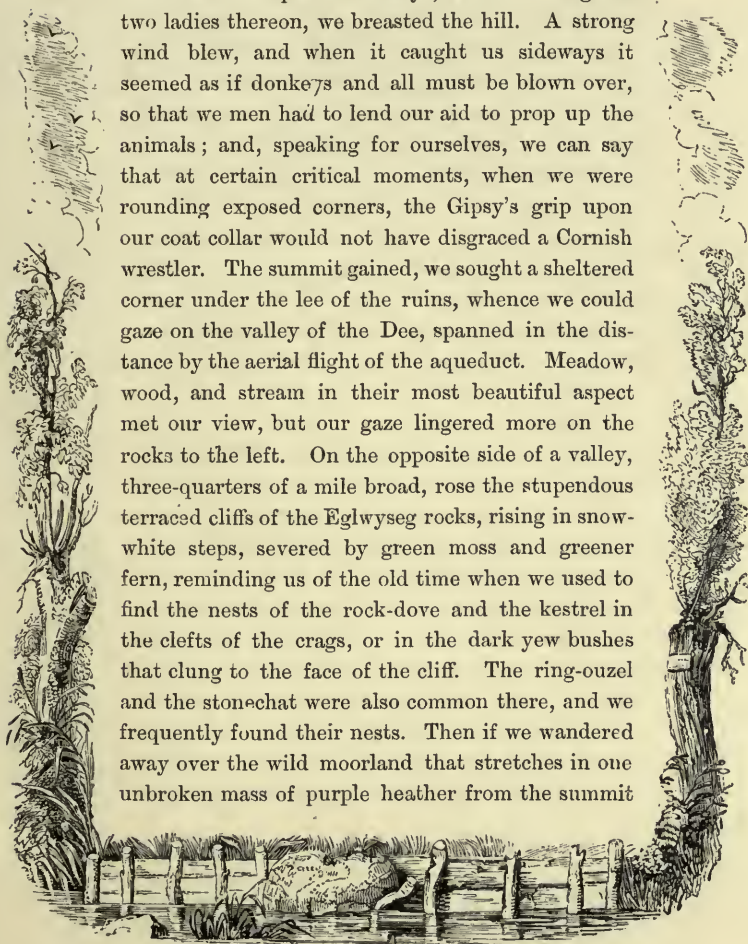 two ladies thereon, we breasted the hill. A strong
wind blew, and when it caught us sideways it
seemed as if donkeys and all must be blown over,
so that we men had to lend our aid to prop up the
animals; and, speaking for ourselves, we can say
that at certain critical moments, when we were
rounding exposed corners, the Gipsy's grip upon
our coat collar would not have disgraced a Cornish
wrestler. The summit gained, we sought a sheltered
corner under the lee of the ruins, whence we could
gaze on the valley of the Dee, spanned in the dis-
tance by the aerial flight of the aqueduct. Meadow,
wood, and stream in their most beautiful aspect
met our view, but our gaze lingered more on the
rocks to the left. On the opposite side of a valley,
three-quarters of a mile broad, rose the stupendous
terraced cliffs of the Eglwyseg rocks, rising in snow-
white steps, severed by green moss and greener
fern, reminding us of the old time when we used to
find the nests of the rock-dove and the kestrel in
the clefts of the crags, or in the dark yew bushes
that clung to the face of the cliff. The ring-ouzel
and the stonechat were also common there, and we
frequently found their nests. Then if we wandered
away over the wild moorland that stretches in one
unbroken mass of purple heather from the summit